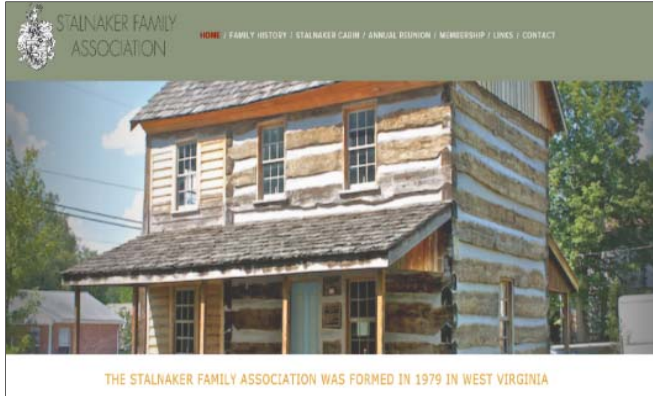 STALNAKER FAMILY
ASSOCIATION
HOME / FAMILY HISTORY / STALNAKER CABIN / ANNUAL REUNION / MEMBERSHIP / LINKS / CONTACT
THE STALNAKER FAMILY ASSOCIATION WAS FORMED IN 1979 IN WEST VIRGINIA